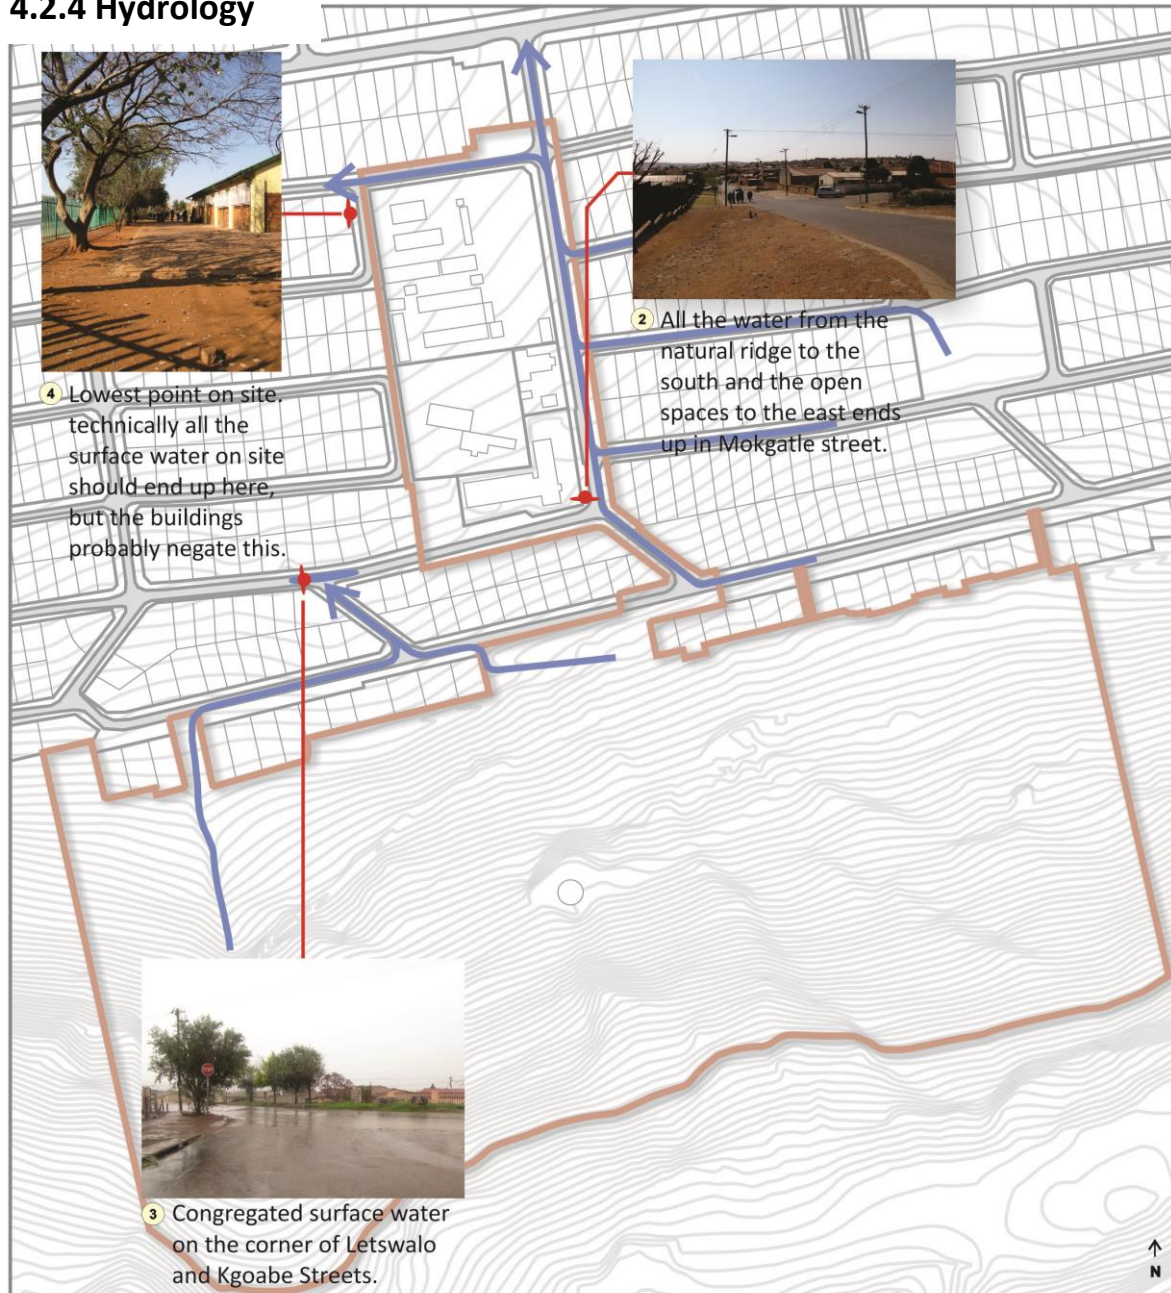 4.2.4 Hydrology
2 All the water from the
natural ridge to the
south and the open
spaces to the east ends
up in Mokgatle street.
4 Lowest point on site.
technically all the
surface water on site
should end up here,
but the buildings
probably negate this.
STOP
3 Congregated surface water
on the corner of Letswalo
and Kgoabe Streets.
N